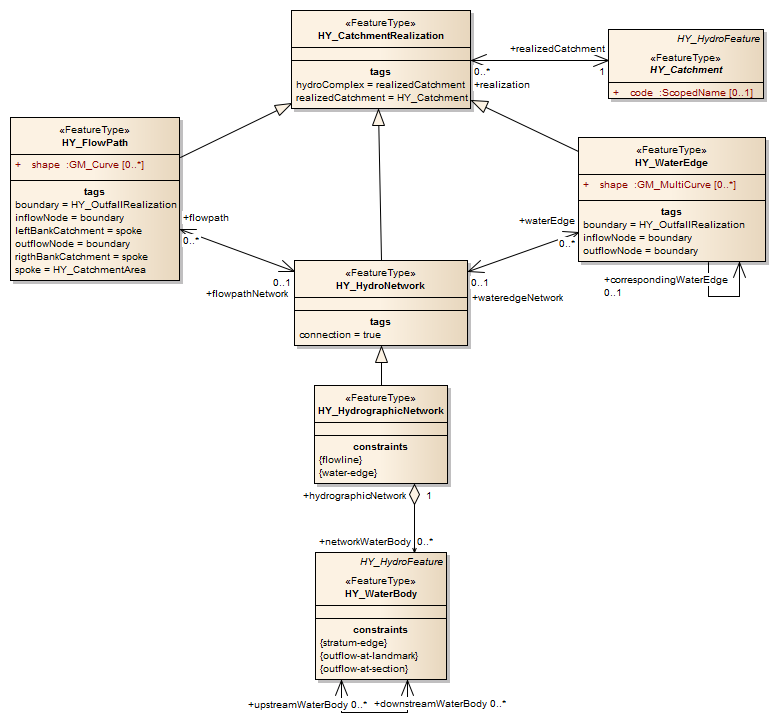 «FeatureType»
HY_CatchmentRealization
tags
hydroComplex = realizedCatchment
realizedCatchment = HY_Catchment
+realizedCatchment
0..*
1
+realization
HY_HydroFeature
«FeatureType»
HY_Catchment
+ code :ScopedName [0..1]
«FeatureType»
HY_FlowPath
+ shape :GM_Curve [0..*]
tags
boundary = HY_OutfallRealization
inflowNode = boundary
leftBankCatchment = spoke
outflowNode = boundary
rigthBankCatchment = spoke
spoke = HY_CatchmentArea
«FeatureType»
HY_WaterEdge
+ shape :GM_MultiCurve [0..*]
tags
boundary = HY_OutfallRealization
inflowNode = boundary
outflowNode = boundary
+flowpath
0..*
0..1
+flowpathNetwork
+waterEdge
0..*
0..1
+wateredgeNetwork
+correspondingWaterEdge
0..1
«FeatureType»
HY_HydroNetwork
tags
connection = true
«FeatureType»
HY_HydrographicNetwork
constraints
{flowline}
{water-edge}
+hydrographicNetwork 1
+networkWaterBody 0..*
HY_HydroFeature
«FeatureType»
HY_WaterBody
constraints
{stratum-edge}
{outflow-at-landmark}
{outflow-at-section}
+upstreamWaterBody 0..* +downstreamWaterBody 0..*